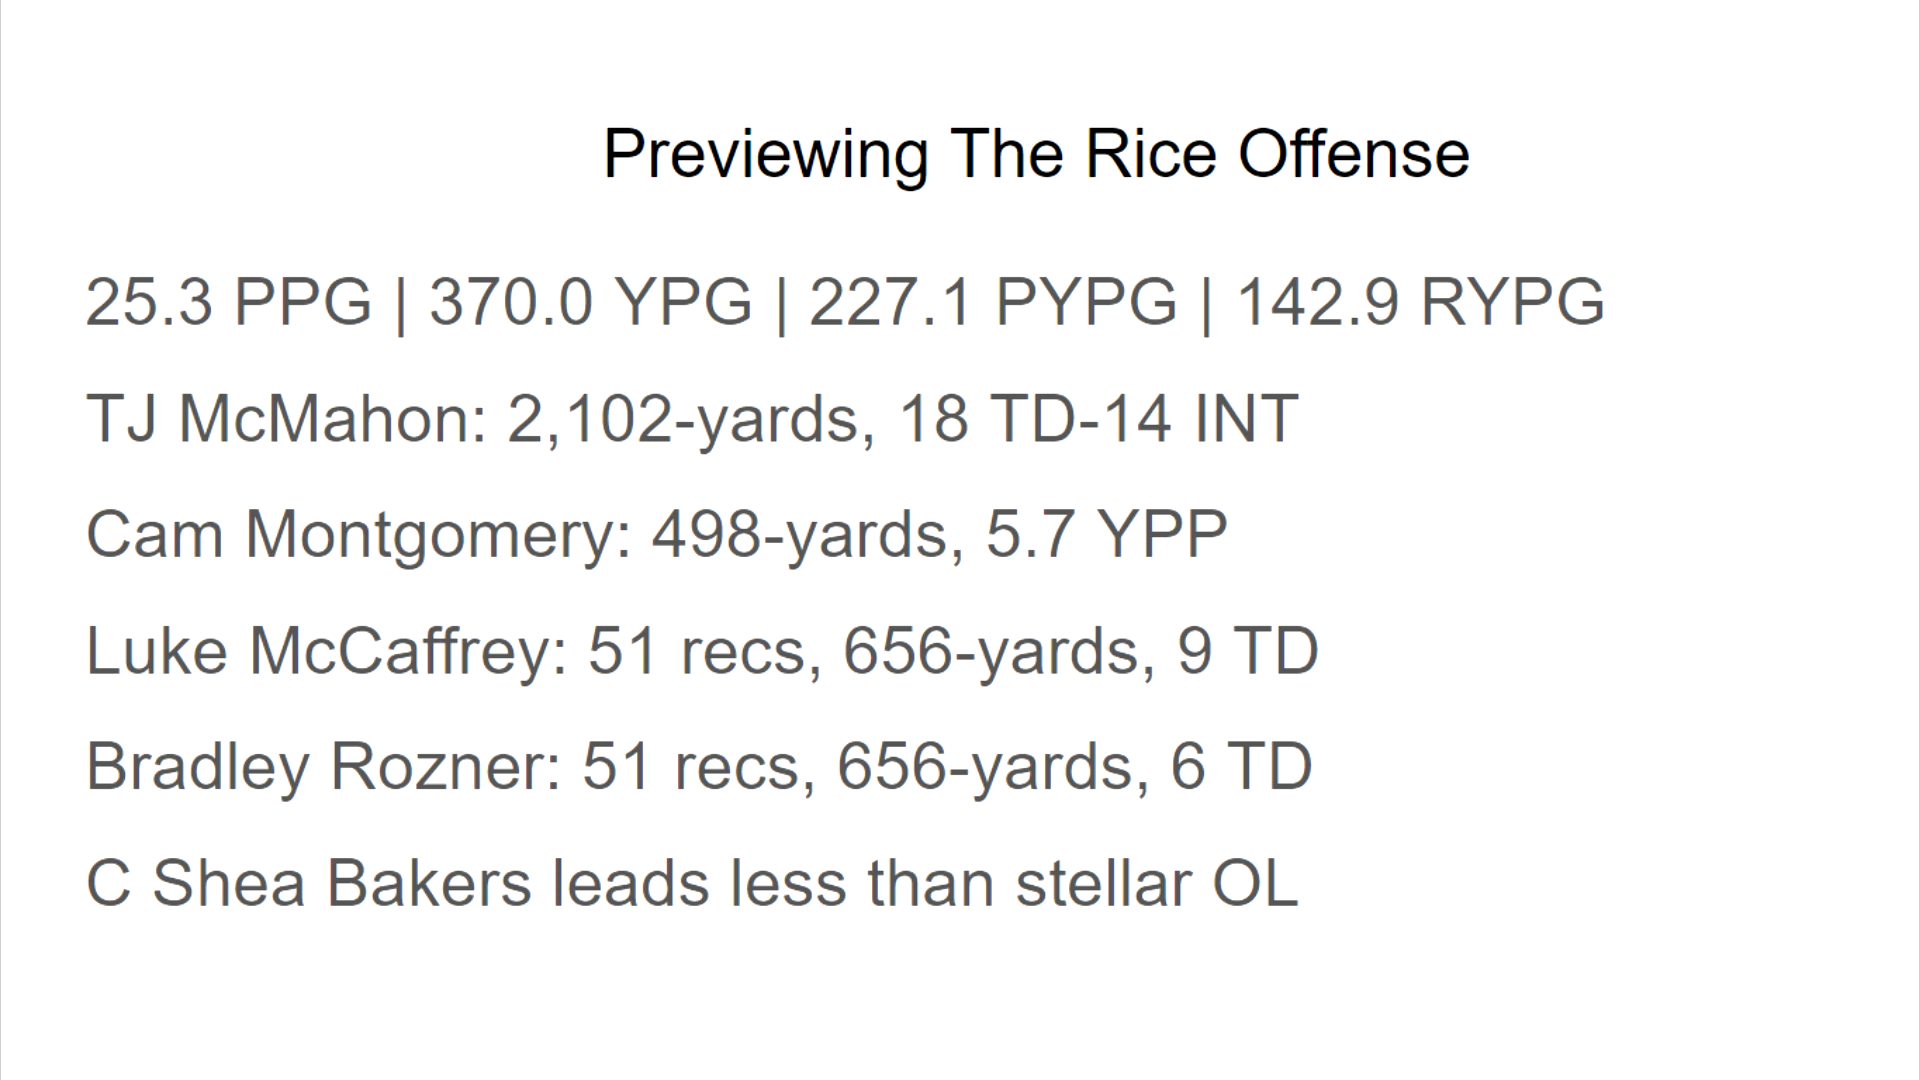 Previewing The Rice Offense
25.3 PPG | 370.0 YPG | 227.1 PYPG | 142.9 RYPG
TJ McMahon: 2,102-yards, 18 TD-14 INT
Cam Montgomery: 498-yards, 5.7 YPP
Luke McCaffrey: 51 recs, 656-yards, 9 TD
Bradley Rozner: 51 recs, 656-yards, 6 TD
C Shea Bakers leads less than stellar OL